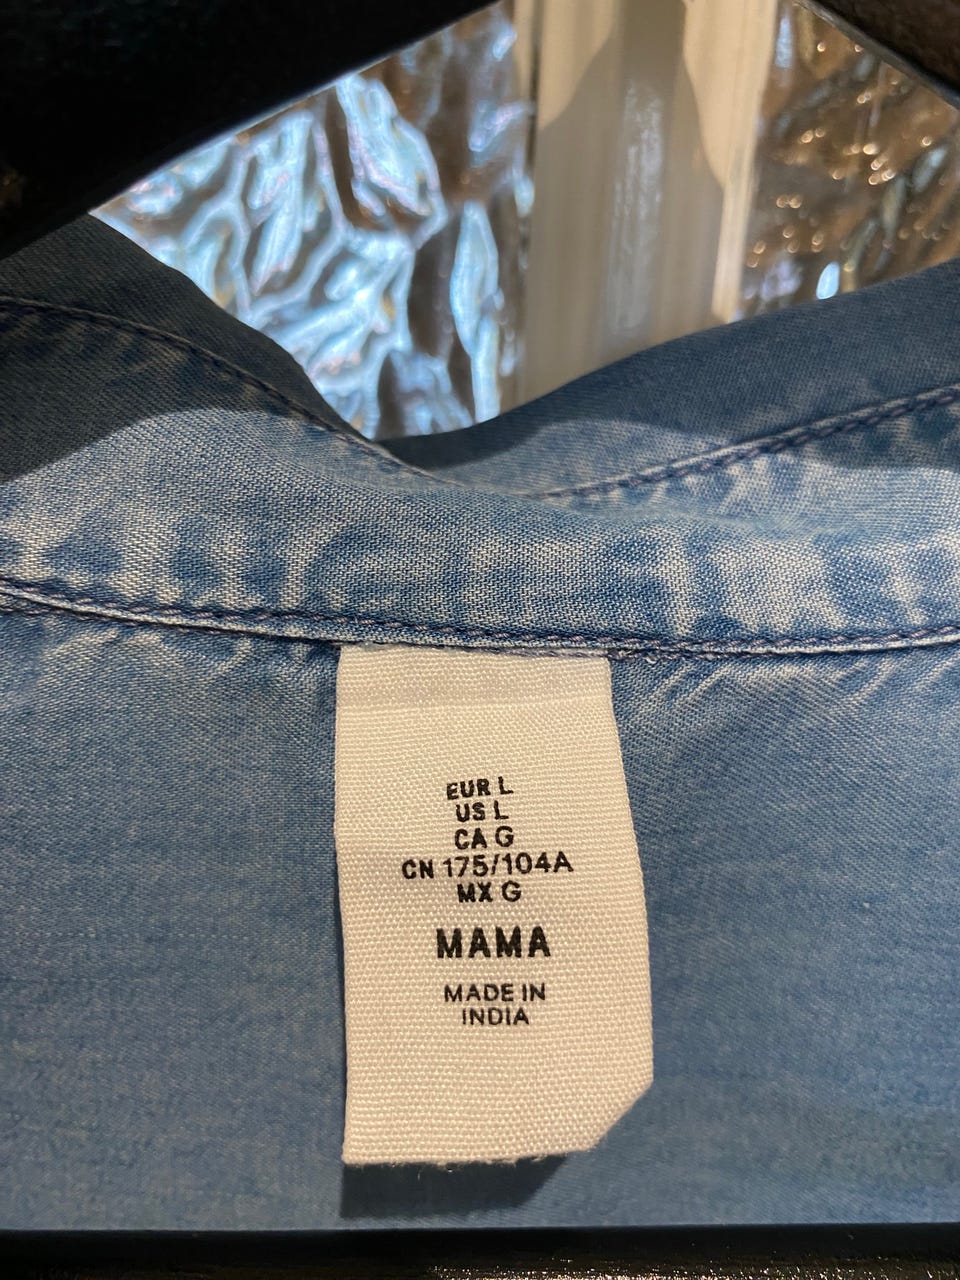 EUR L
US L
CA G
CN 175/104A
MX G
MAMA
MADE IN
INDIA